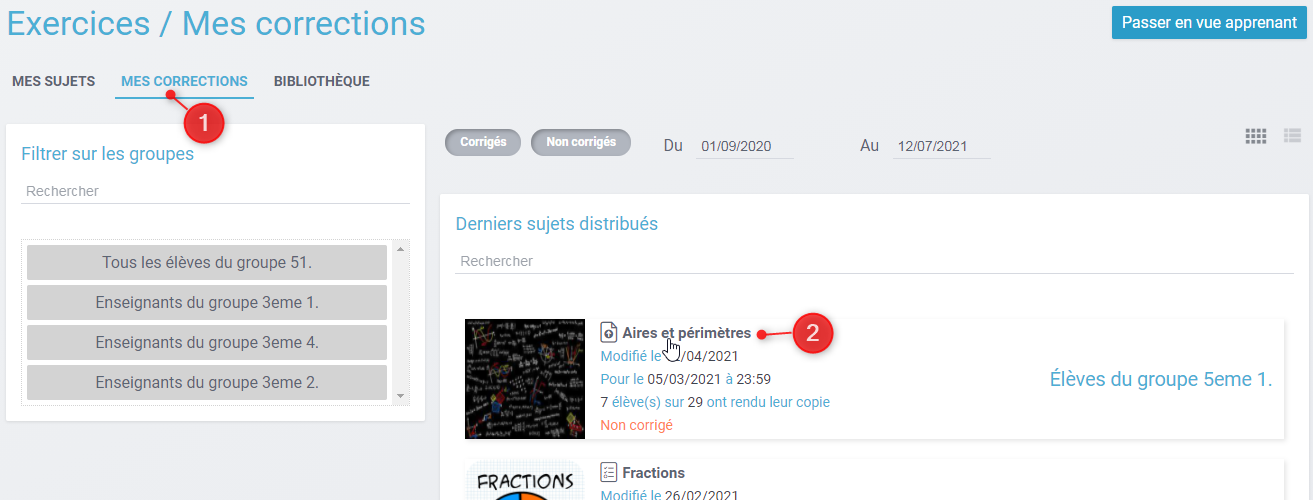 Exercices / Mes corrections
Passer en vue apprenant
MES SUJETS MES CORRECTIONS BIBLIOTHÈQUE
1
Filtrer sur les groupes
Rechercher
Tous les élèves du groupe 51.
Enseignants du groupe 3eme 1.
Enseignants du groupe 3eme 4.
Enseignants du groupe 3eme 2.
Corrigés Non corrigés Du 01/09/2020 Au 12/07/2021
Derniers sujets distribués
Rechercher
Aires et périmètres
2
Modifié le /04/2021
Pour le 05/03/2021 à 23:59
7 élève(s) sur 29 ont rendu leur copie
Non corrigé
Élèves du groupe 5eme 1.
FRACTIONS
Fractions
Modifié le 26/02/2021